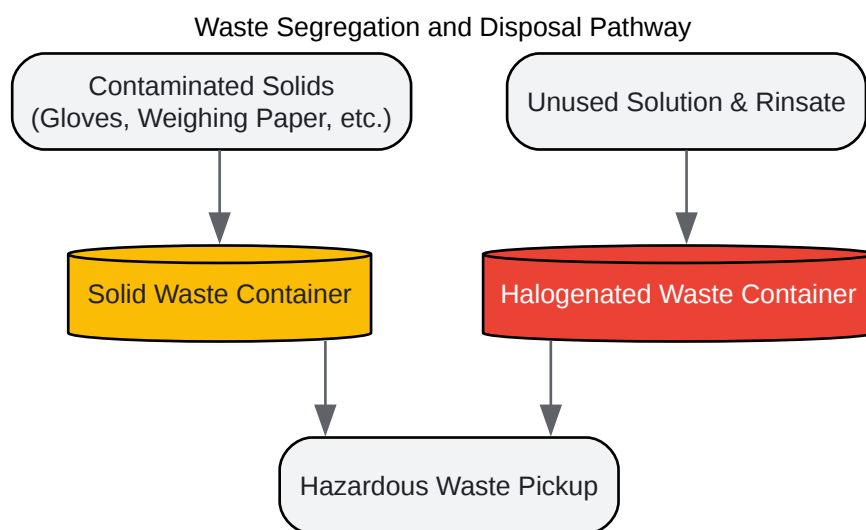 Waste Segregation and Disposal Pathway
Contaminated Solids
(Gloves, Weighing Paper, etc.)
Unused Solution & Rinsate
Solid Waste Container
Halogenated Waste Container
Hazardous Waste Pickup